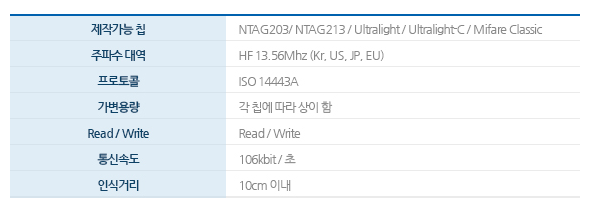 제작가능 칩 NTAG203/ NTAG213 / Ultralight / Ultralight-C / Mifare Classic
주파수 대역 HF 13.56Mhz (Kr, US, JP, EU)
프로토콜 ISO 14443A
가변용량 각 칩에 따라 상이 함
Read / Write Read / Write
통신속도 106kbit / 초
인식거리 10cm 이내